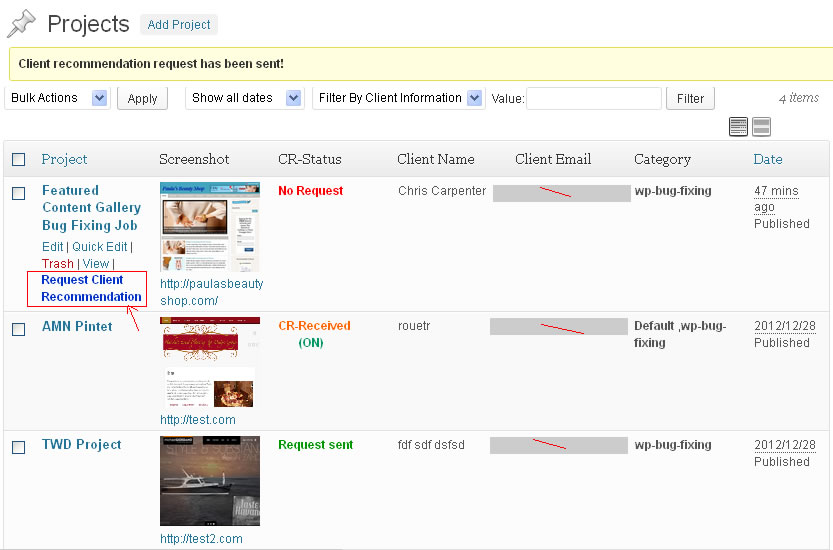 Projects Add Project
Client recommendation request has been sent!
Bulk Actions Apply Show all dates Filter By Client Information Value: Filter 4 items
Project Screenshot CR-Status Client Name Client Email Category Date
Featured
Content Gallery
Bug Fixing Job
Edit | Quick Edit |
Trash | View |
Request Client
Recommendation
Paula's Beauty Shop
http://paulasbeauty
shop.com/
No Request
Chris Carpenter
wp-bug-fixing
47 mins
ago
Published
AMN Pintet
http://test.com
CR-Received
(ON)
rouetr
Default ,wp-bug-
fixing
2012/12/28
Published
TWD Project
STYLE & SUBSTANCE
http://test2.com
Request sent
fdf sdf dsfsd
wp-bug-fixing
2012/12/28
Published